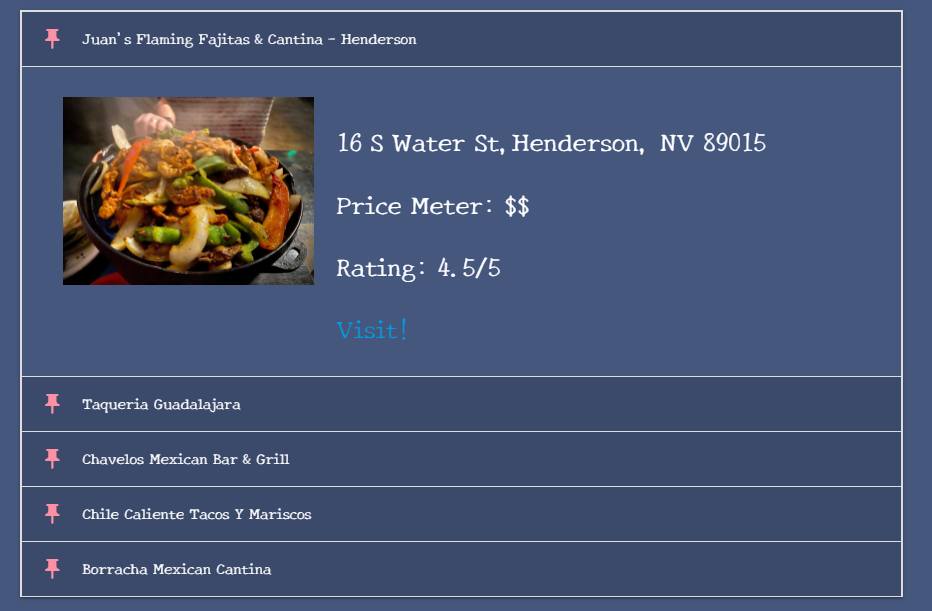 Juan's Flaming Fajitas & Cantina - Henderson
16 S Water St, Henderson, NV 89015
Price Meter: $$
Rating: 4.5/5
Visit!
Taqueria Guadalajara
Chavelos Mexican Bar & Grill
Chile Caliente Tacos Y Mariscos
Borracha Mexican Cantina